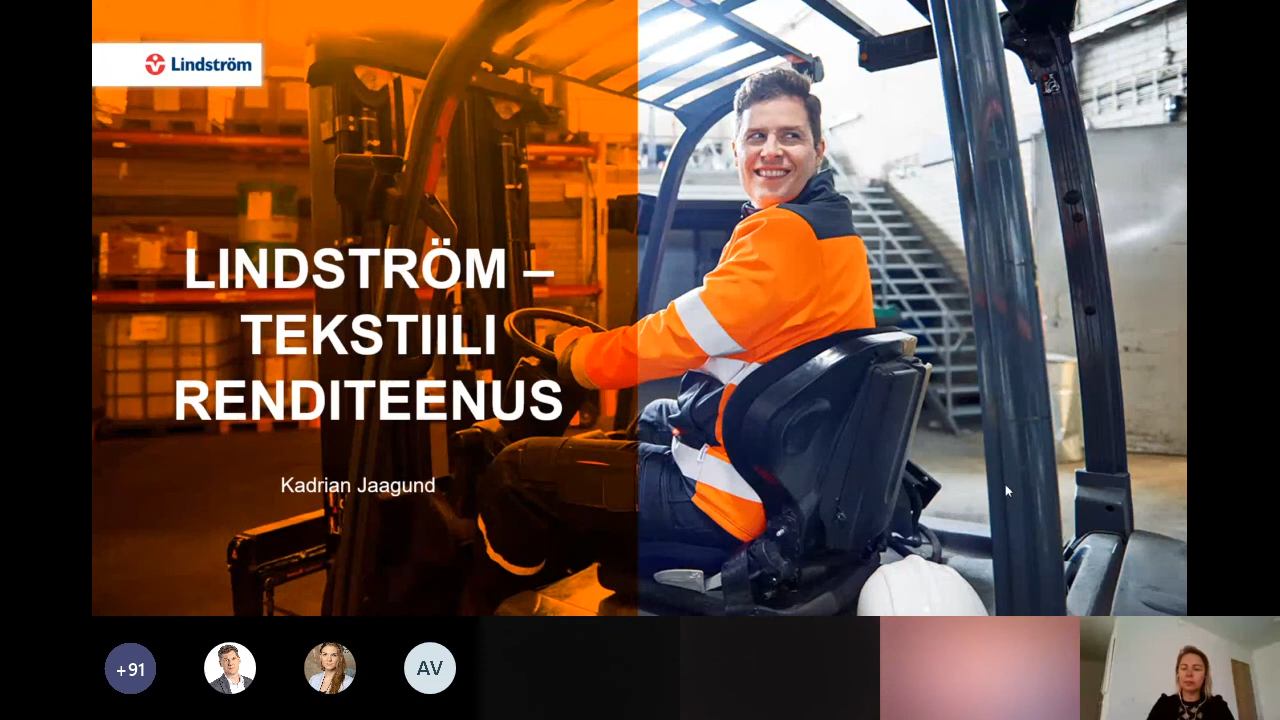 Lindström
LINDSTRÖM –
TEKSTIILI
RENDITEENUS
Kadrian Jaagund
+91
AV